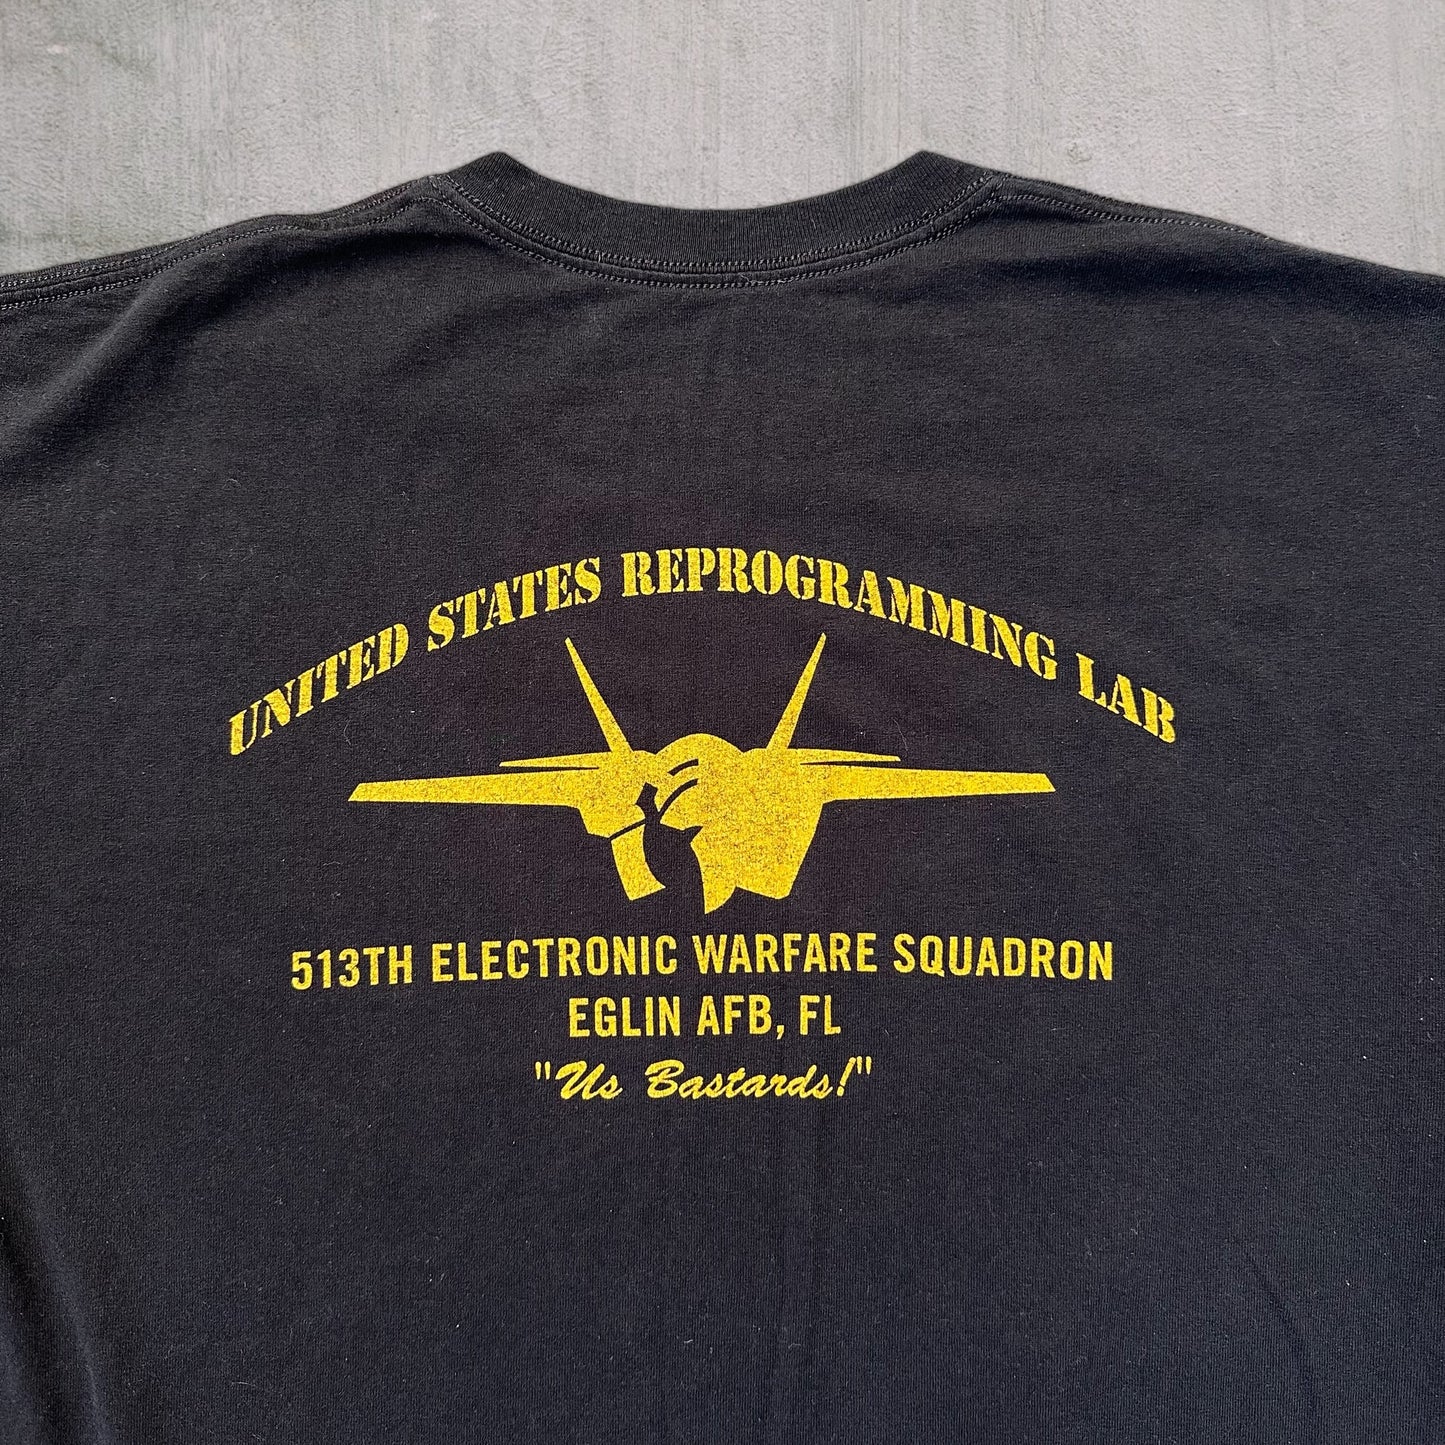 UNITED STATES REPROGRAMMING LAB
513TH ELECTRONIC WARFARE SQUADRON
EGLIN AFB, FL
"Us Bastards!"